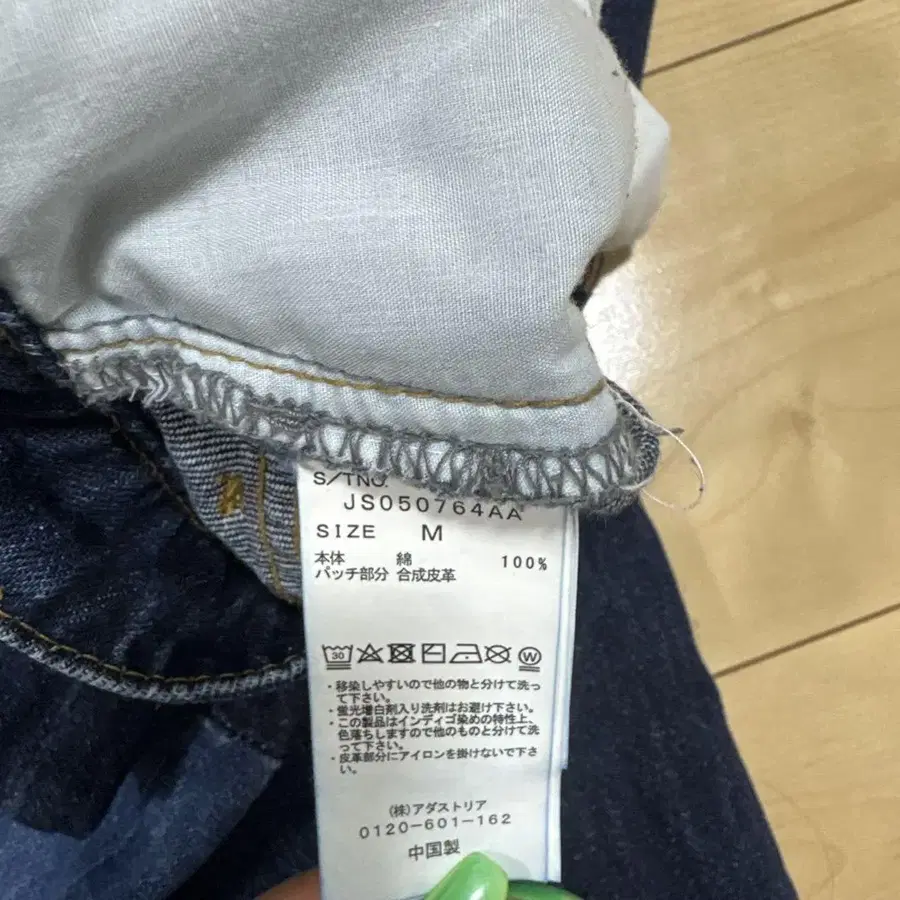 S/TNO.
JS050764AA
SIZE M
本体 綿 100%
パッチ部分 合成皮革
30 W
・移染しやすいので他の物と分けて洗っ
て下さい。
・蛍光増白剤入り洗剤はお避け下さい。
・この製品はインディゴ染めの特性上、
色落ちしますので他のものと分けて洗
って下さい。
・皮革部分にアイロンを掛けないで下さ
い。
(株)アダストリア
0120-601-162
中国製